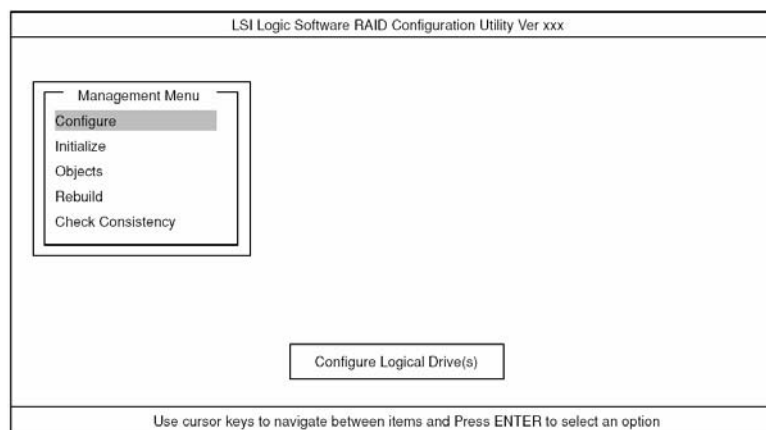 LSI Logic Software RAID Configuration Utility Ver xxx
Management Menu
Configure
Initialize
Objects
Rebuild
Check Consistency
Configure Logical Drive(s)
Use cursor keys to navigate between items and Press ENTER to select an option